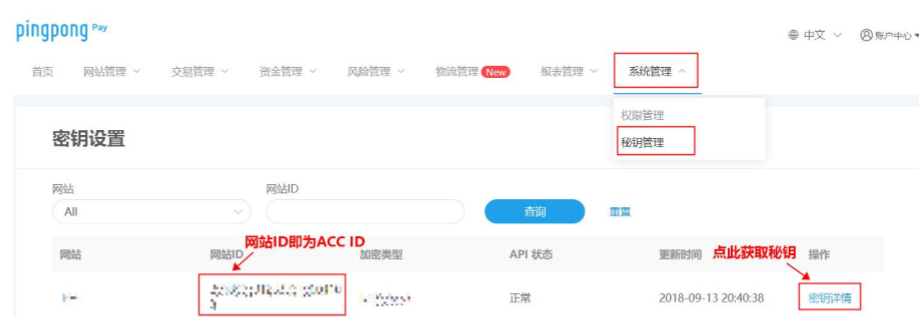 pingpong Pay
中文 账户中心
首页 网站管理 交易管理 资金管理 风险管理 物流管理 New 报表管理 系统管理
权限管理
密钥设置
秘钥管理
网站 网站ID
All 查询 重置
网站ID即为ACC ID
点此获取秘钥
网站 网站ID 加密类型 API 状态 更新时间 操作
正常 2018-09-13 20:40:38 密钥详情